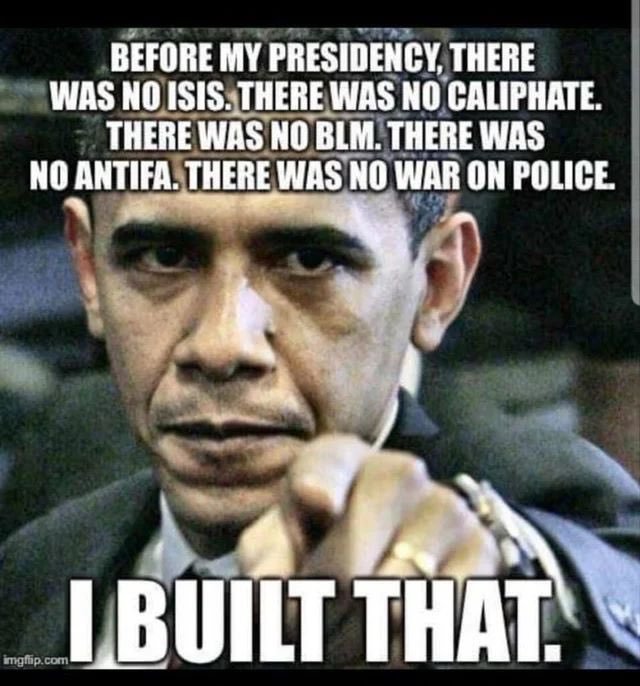 BEFORE MY PRESIDENCY, THERE
WAS NO ISIS. THERE WAS NO CALIPHATE.
THERE WAS NO BLM. THERE WAS
NO ANTIFA. THERE WAS NO WAR ON POLICE.
I BUILT THAT.
imgflip.com